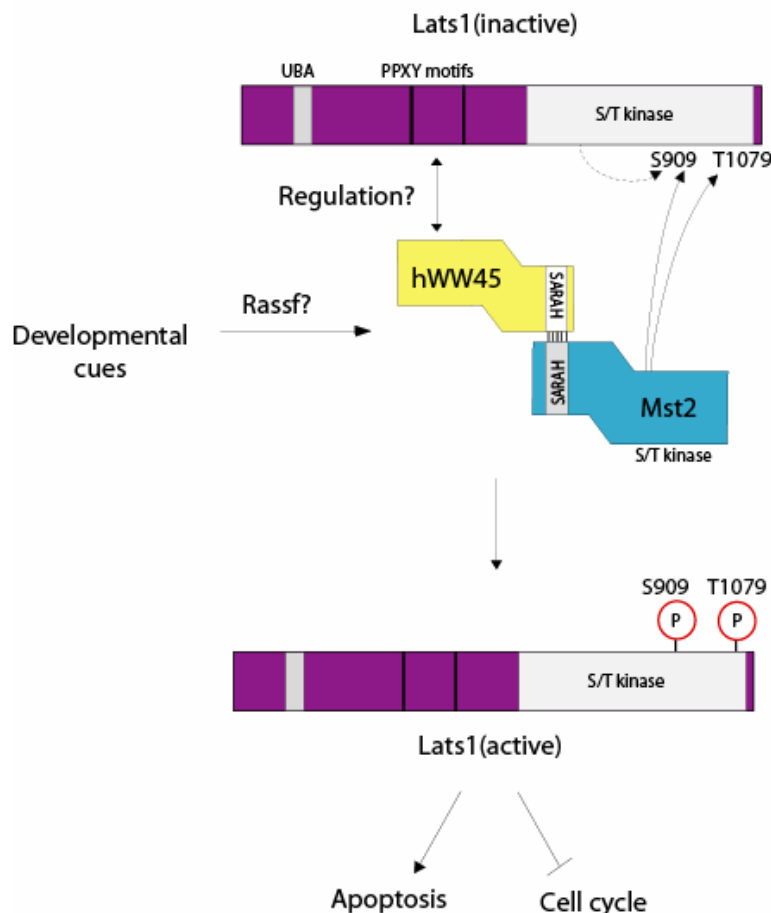 Lats1(inactive)
UBA
PPXY motifs
S/T kinase
S909
T1079
Regulation?
hWW45
SARAH
Rassf?
Developmental
cues
SARAH
Mst2
S/T kinase
S909
T1079
P
P
S/T kinase
Lats1(active)
Apoptosis
Cell cycle